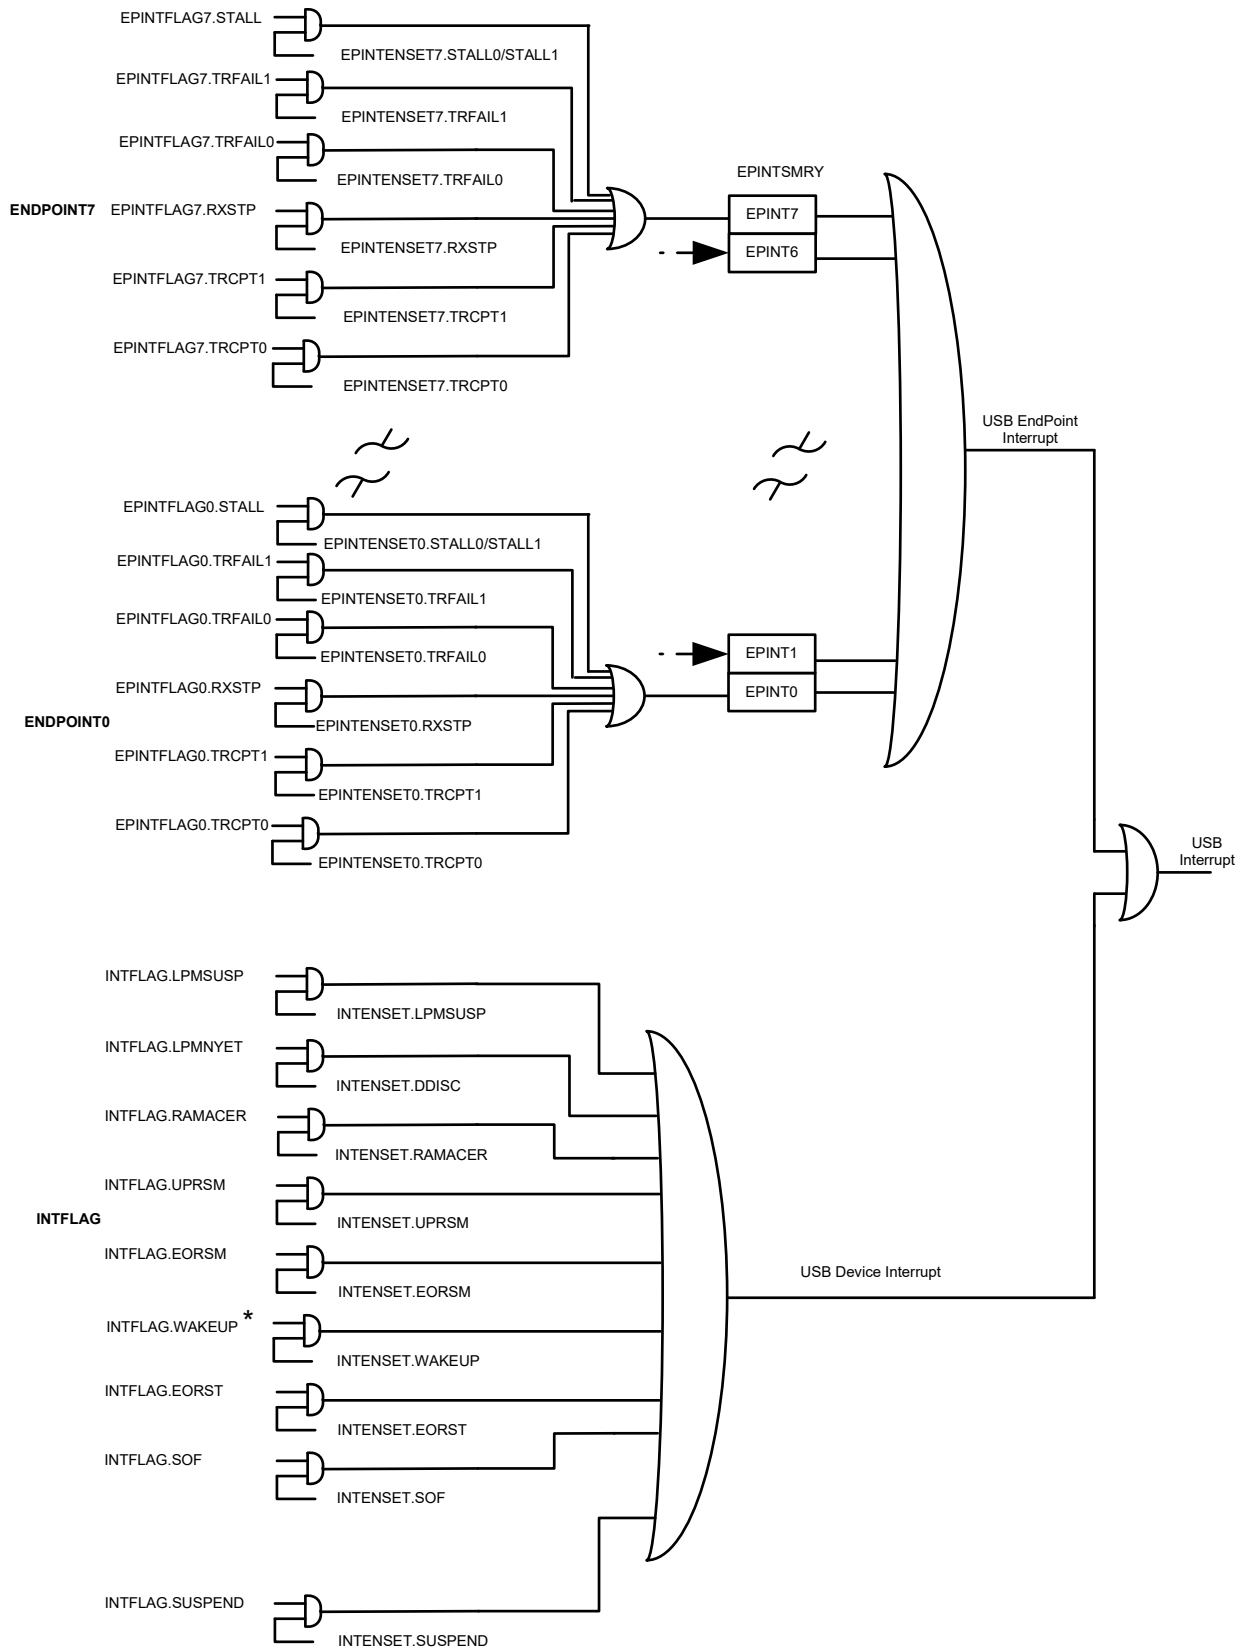 EPINTFLAG7.STALL
EPINTENSET7.STALL0/STALL1
EPINTFLAG7.TRFAIL1
EPINTENSET7.TRFAIL1
EPINTFLAG7.TRFAIL0
EPINTENSET7.TRFAIL0
ENDPOINT7
EPINTFLAG7.RXSTP
EPINTENSET7.RXSTP
EPINTFLAG7.TRCPT1
EPINTENSET7.TRCPT1
EPINTFLAG7.TRCPT0
EPINTENSET7.TRCPT0
EPINTSMRY
EPINT7
EPINT6
USB EndPoint
Interrupt
EPINTFLAG0.STALL
EPINTENSET0.STALL0/STALL1
EPINTFLAG0.TRFAIL1
EPINTENSET0.TRFAIL1
EPINTFLAG0.TRFAIL0
EPINTENSET0.TRFAIL0
EPINTFLAG0.RXSTP
ENDPOINT0
EPINTENSET0.RXSTP
EPINTFLAG0.TRCPT1
EPINTENSET0.TRCPT1
EPINTFLAG0.TRCPT0
EPINTENSET0.TRCPT0
EPINT1
EPINT0
USB
Interrupt
INTFLAG.LPMSUSP
INTENSET.LPMSUSP
INTFLAG.LPMNYET
INTENSET.DDISC
INTFLAG.RAMACER
INTENSET.RAMACER
INTFLAG.UPRSM
INTFLAG
INTENSET.UPRSM
INTFLAG.EORSM
INTENSET.EORSM
USB Device Interrupt
INTFLAG.WAKEUP *
INTENSET.WAKEUP
INTFLAG.EORST
INTENSET.EORST
INTFLAG.SOF
INTENSET.SOF
INTFLAG.SUSPEND
INTENSET.SUSPEND